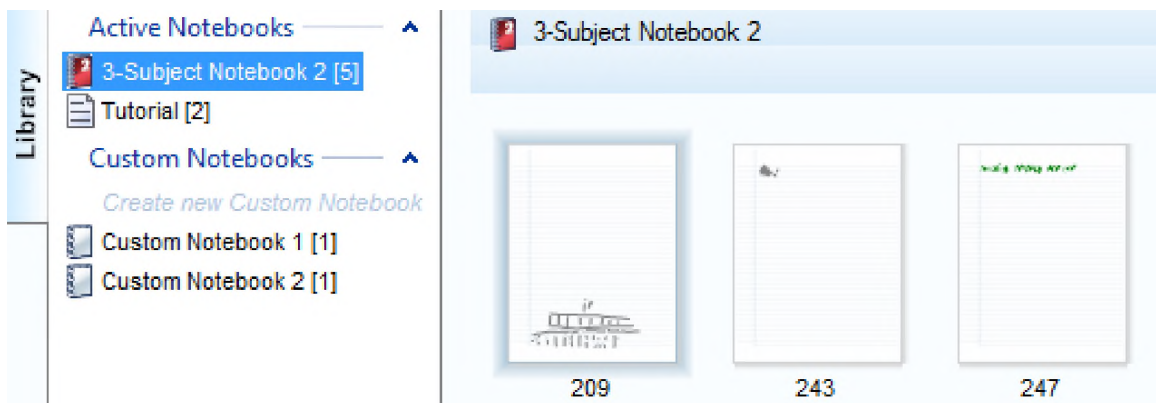 Library
Active Notebooks
3-Subject Notebook 2 [5]
Tutorial [2]
Custom Notebooks
Create new Custom Notebook
Custom Notebook 1 [1]
Custom Notebook 2 [1]
3-Subject Notebook 2
209
243
247